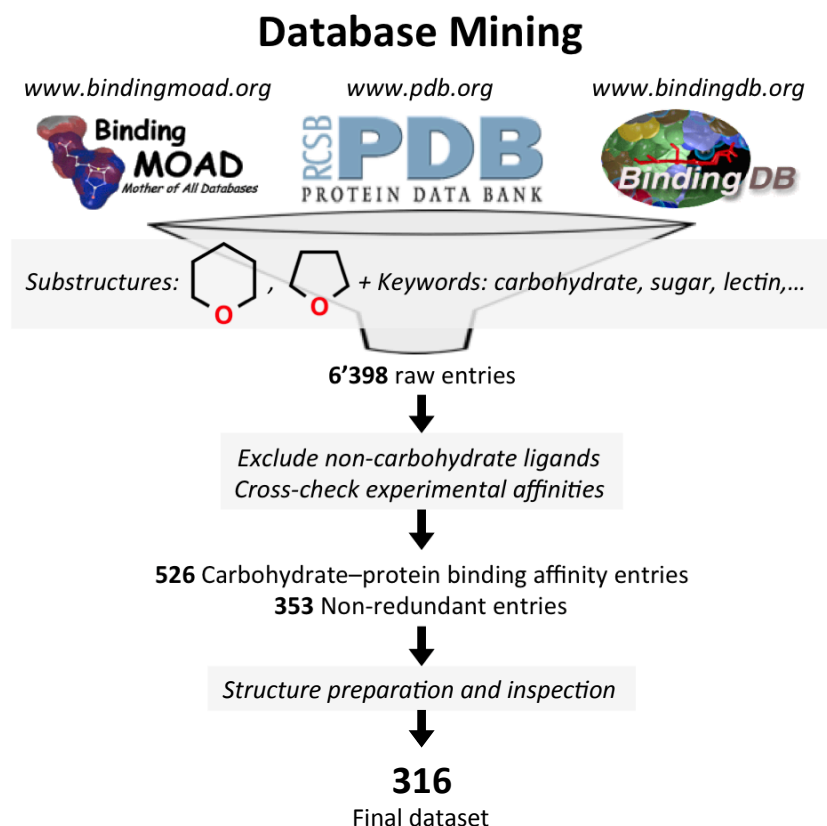 Database Mining
www.bindingmoad.org www.pdb.org www.bindingdb.org
Binding
MOAD
Mother of All Databases
RCSB
PDB
PROTEIN DATA BANK
Binding DB
Substructures: O , O + Keywords: carbohydrate, sugar, lectin,...
6’398 raw entries
Exclude non-carbohydrate ligands
Cross-check experimental affinities
526 Carbohydrate–protein binding affinity entries
353 Non-redundant entries
Structure preparation and inspection
316
Final dataset